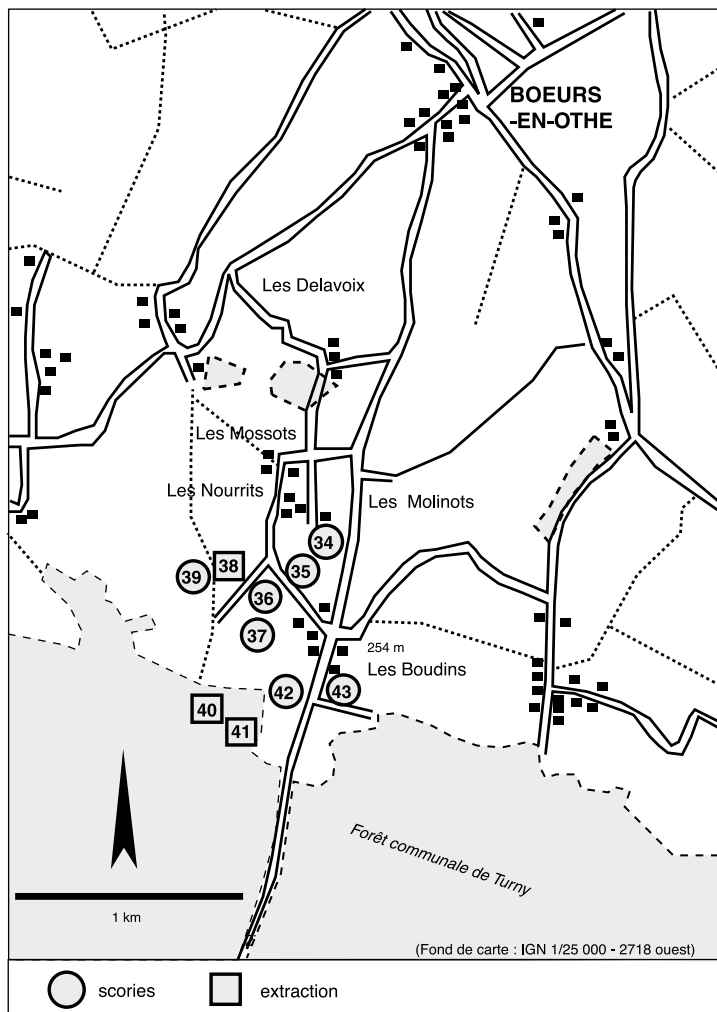 BOEURS
-EN-OTHE
Les Delavoix
Les Mossots
Les Nourrits
Les Molinots
34
35
38
39
36
37
254 m
Les Boudins
42
43
40
41
Forêt communale de Turny
1 km
(Fond de carte : IGN 1/25 000 - 2718 ouest)
scories
extraction